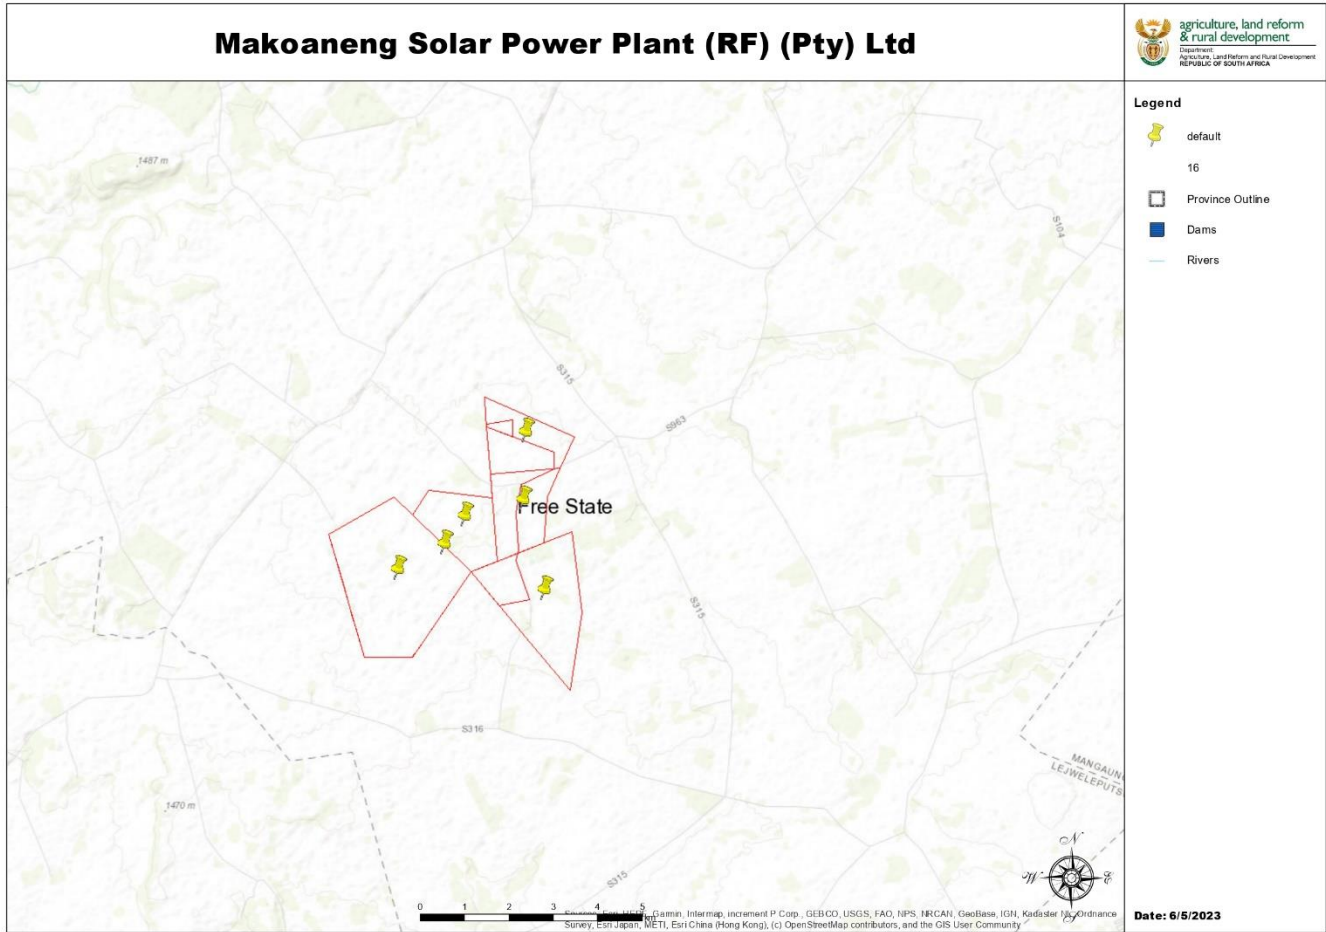 Makoaneng Solar Power Plant (RF) (Pty) Ltd
agriculture, land reform
& rural development
Department:
Agriculture, Land Reform and Rural Development
REPUBLIC OF SOUTH AFRICA
Legend
default
16
Province Outline
Dams
Rivers
1487 m
S104
S315
S963
Free State
S315
S316
MANGAUN
LEJWELEPUTS
1470 m
S315
N
W
E
S
0 1 2 3 4 5
km
Sources: Esri, HERE, Garmin, Intermap, increment P Corp., GEBCO, USGS, FAO, NPS, NRCAN, GeoBase, IGN, Kadaster NL, Ordnance
Survey, Esri Japan, METI, Esri China (Hong Kong), (c) OpenStreetMap contributors, and the GIS User Community
Date: 6/5/2023